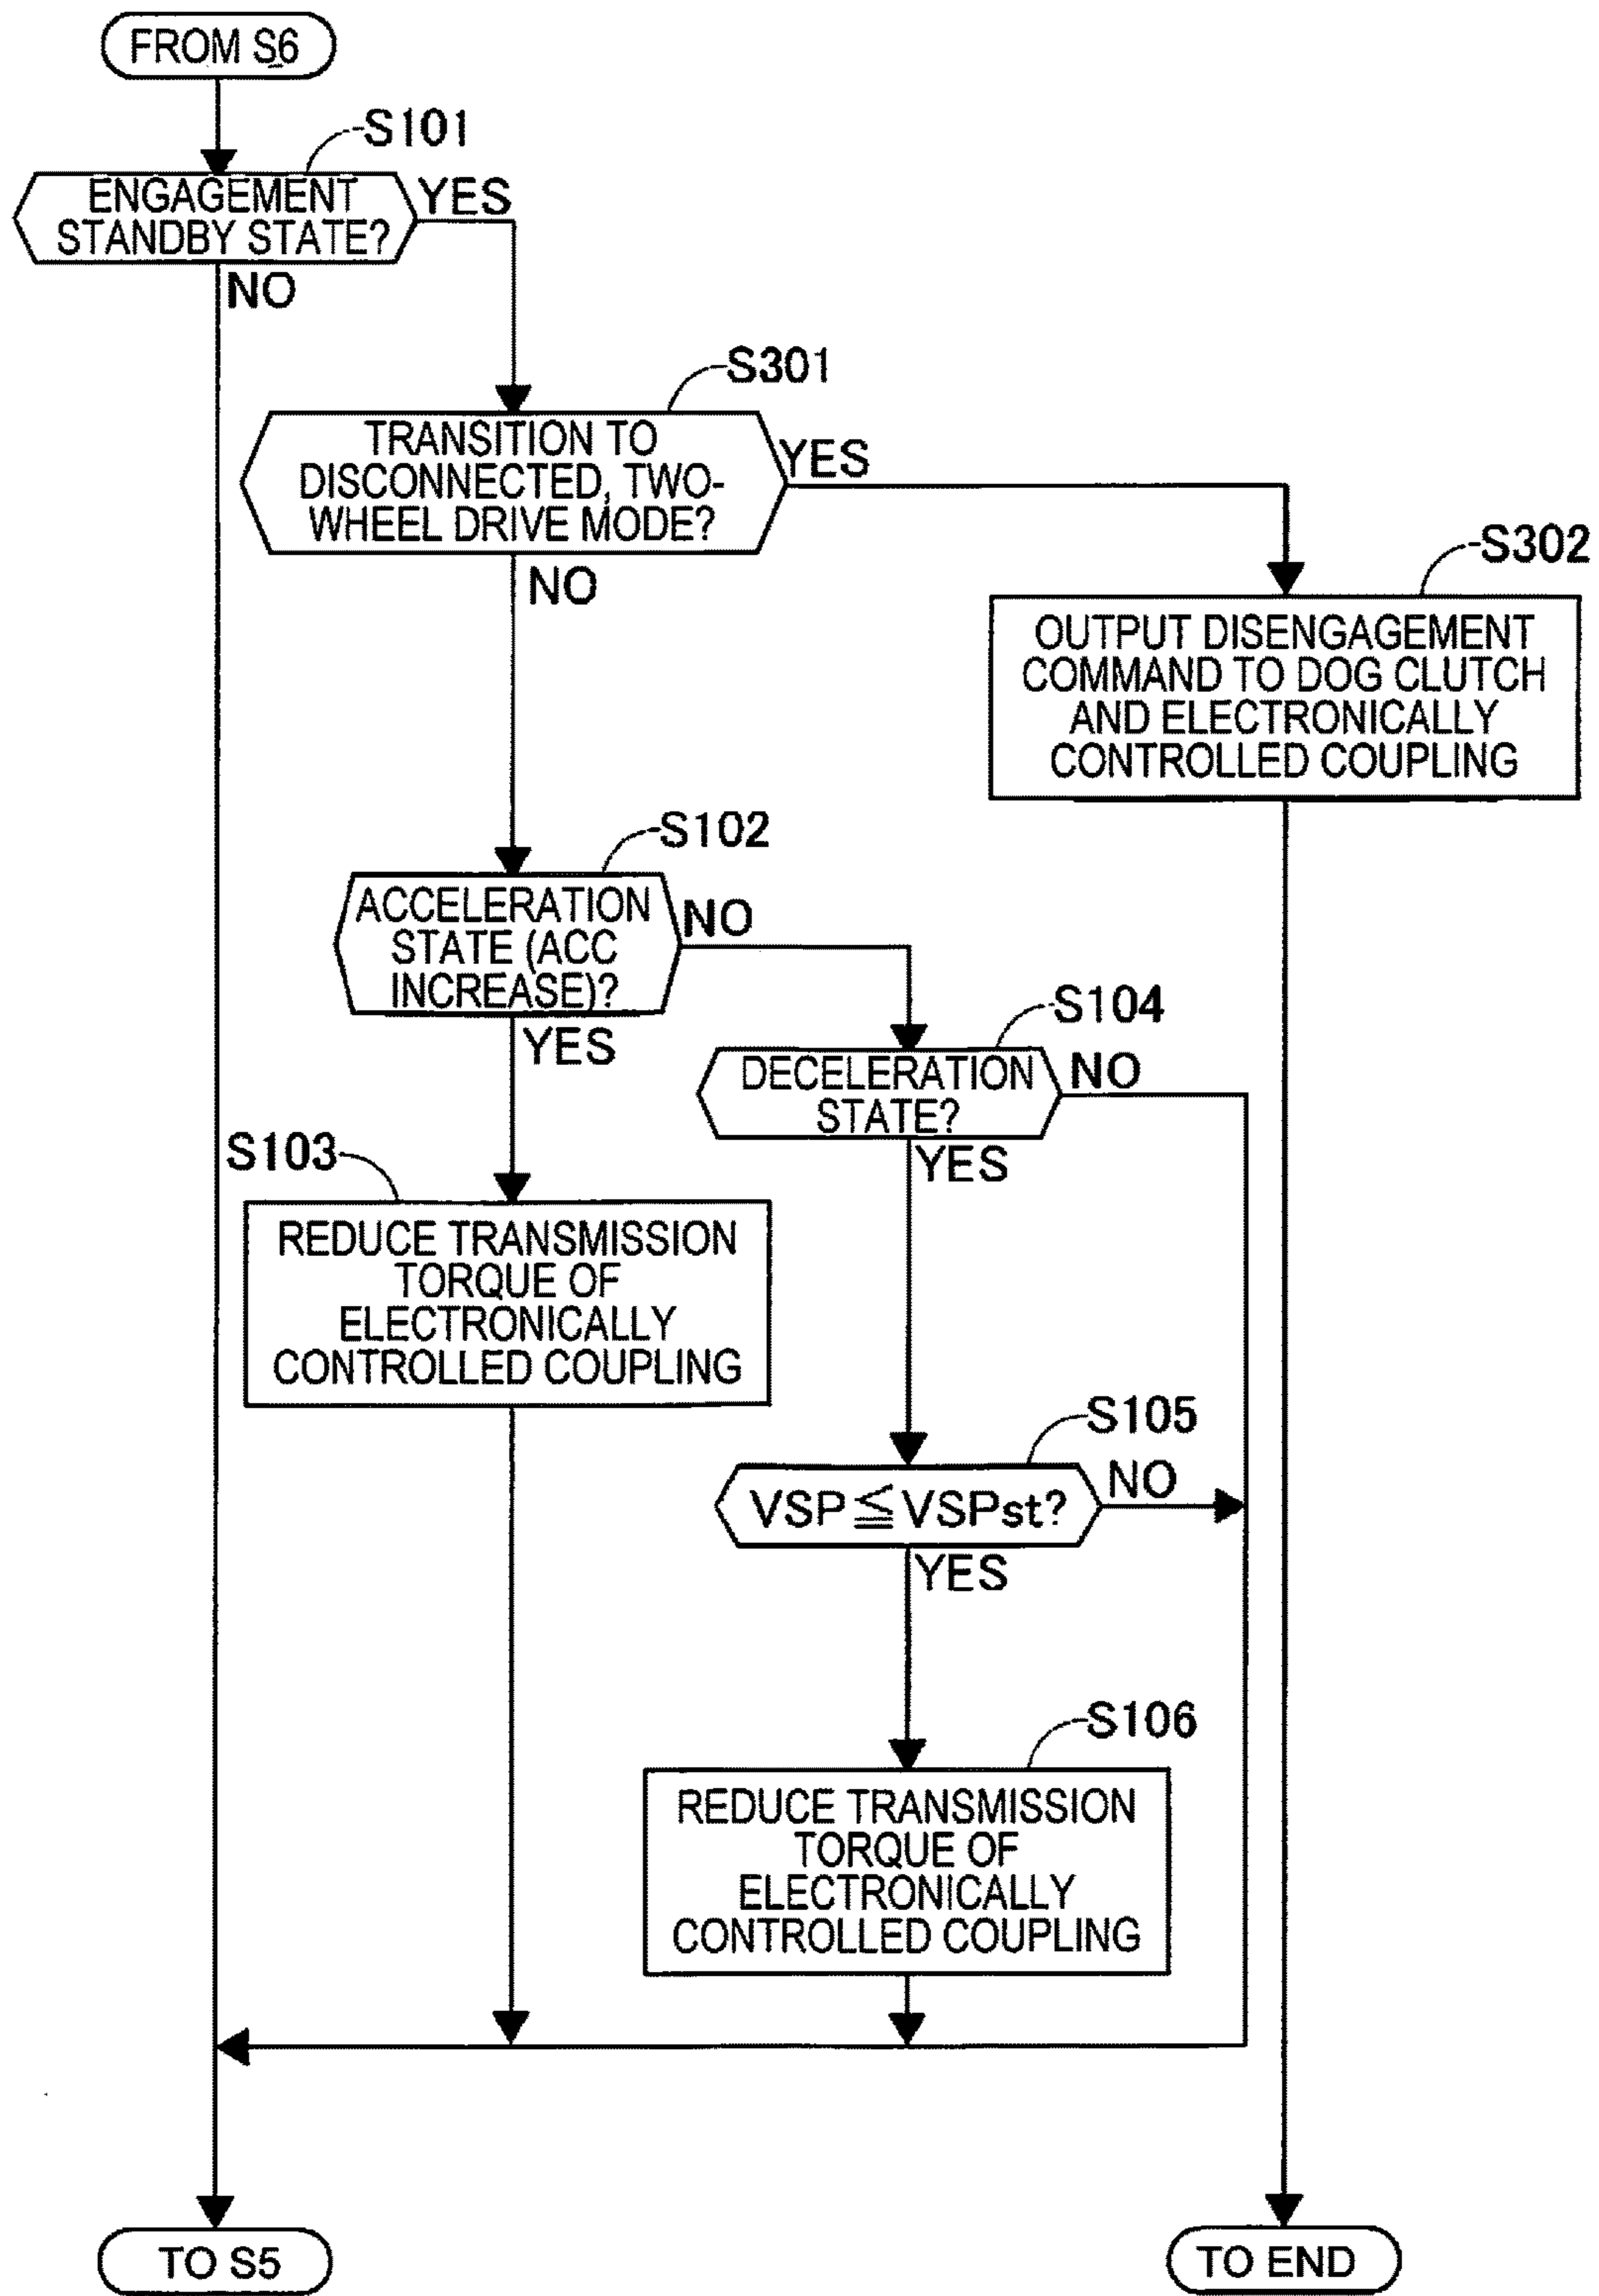 FROM S6
S101
ENGAGEMENT
STANDBY STATE?
YES
NO
S301
TRANSITION TO
DISCONNECTED, TWO-
WHEEL DRIVE MODE?
YES
NO
S302
OUTPUT DISENGAGEMENT
COMMAND TO DOG CLUTCH
AND ELECTRONICALLY
CONTROLLED COUPLING
S102
ACCELERATION
STATE (ACC
INCREASE)?
NO
YES
S104
DECELERATION
STATE?
NO
YES
S103
REDUCE TRANSMISSION
TORQUE OF
ELECTRONICALLY
CONTROLLED COUPLING
S105
VSP≦VSPst?
NO
YES
S106
REDUCE TRANSMISSION
TORQUE OF
ELECTRONICALLY
CONTROLLED COUPLING
TO S5
TO END